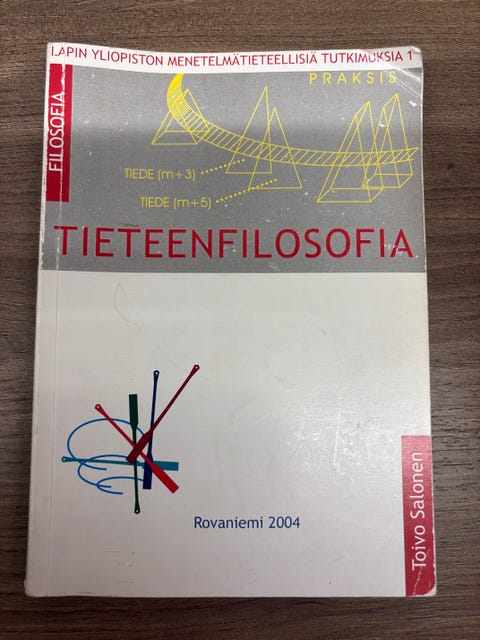 LAPIN YLIOPISTON MENETELMÄTIETEELLISIÄ TUTKIMUKSIA 1
FILOSOFIA
PRAKSIS
TIEDE (m+3)
TIEDE (m+5)
TIETEENFILOSOFIA
Rovaniemi 2004
Toivo Salonen